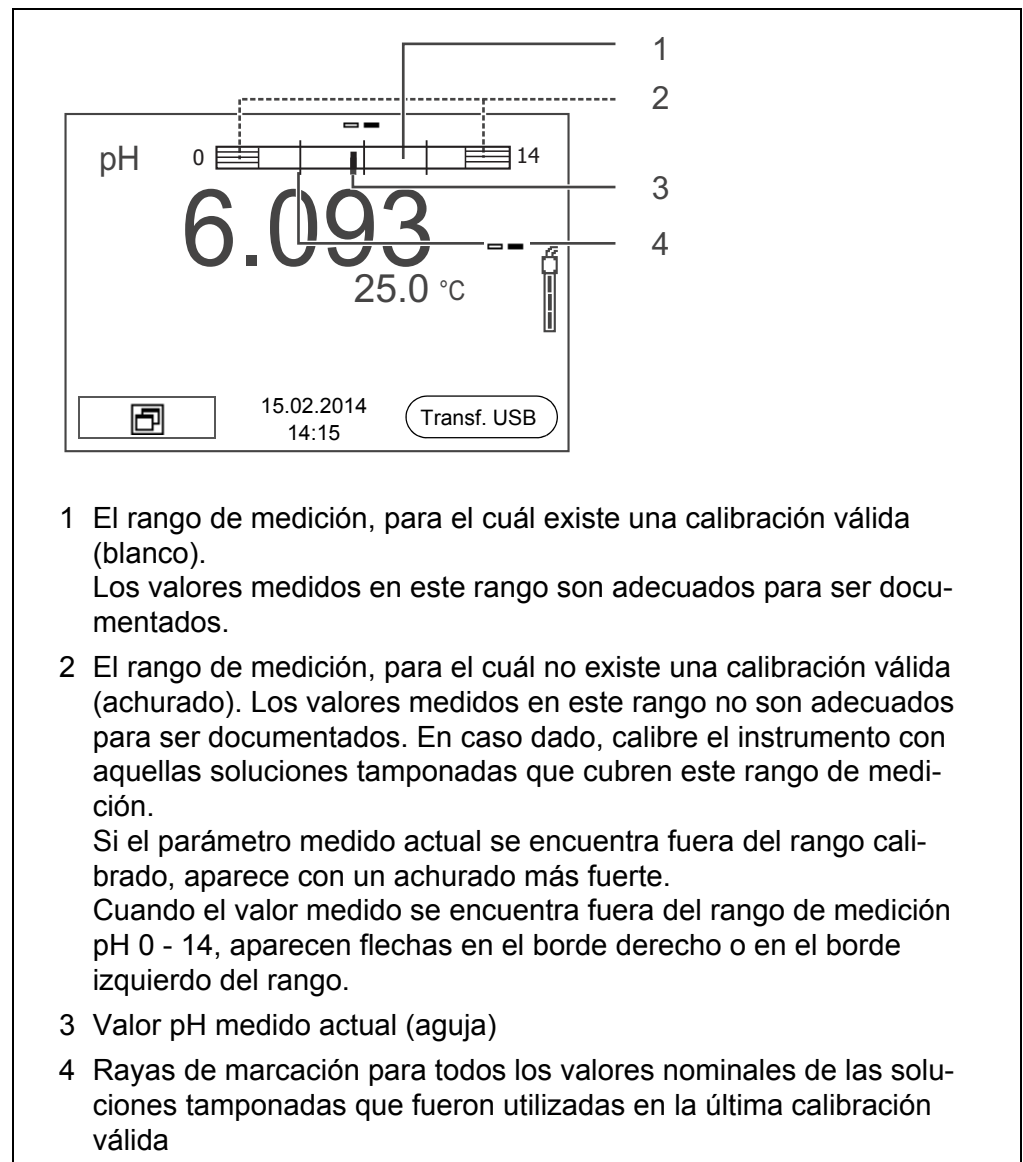 1
2
pH
0
14
3
6.093
4
25.0 °C
15.02.2014
14:15
Transf. USB
1 El rango de medición, para el cuál existe una calibración válida
(blanco).
Los valores medidos en este rango son adecuados para ser docu-
mentados.
2 El rango de medición, para el cuál no existe una calibración válida
(achurado). Los valores medidos en este rango no son adecuados
para ser documentados. En caso dado, calibre el instrumento con
aquellas soluciones tamponadas que cubren este rango de medi-
ción.
Si el parámetro medido actual se encuentra fuera del rango cali-
brado, aparece con un achurado más fuerte.
Cuando el valor medido se encuentra fuera del rango de medición
pH 0 - 14, aparecen flechas en el borde derecho o en el borde
izquierdo del rango.
3 Valor pH medido actual (aguja)
4 Rayas de marcación para todos los valores nominales de las solu-
ciones tamponadas que fueron utilizadas en la última calibración
válida